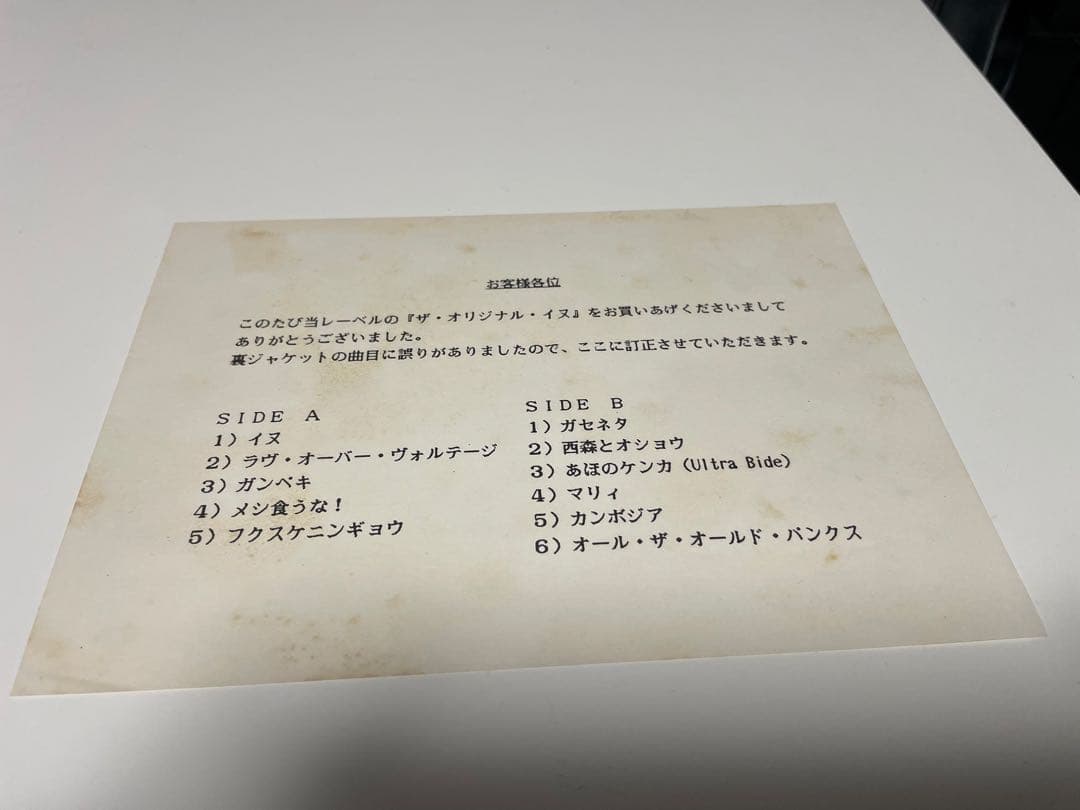 お客様各位
このたび当レーベルの『ザ・オリジナル・イヌ』をお買いあげくださいまして
ありがとうございました。
裏ジャケットの曲目に誤りがありましたので、ここに訂正させていただきます。
SIDE A
1）イヌ
2）ラヴ・オーバー・ヴォルテージ
3）ガンペキ
4）メシ食うな！
5）フクスケニンギョウ
SIDE B
1）ガセネタ
2）西森とオショウ
3）あほのケンカ（Ultra Bide）
4）マリィ
5）カンボジア
6）オール・ザ・オールド・パンクス